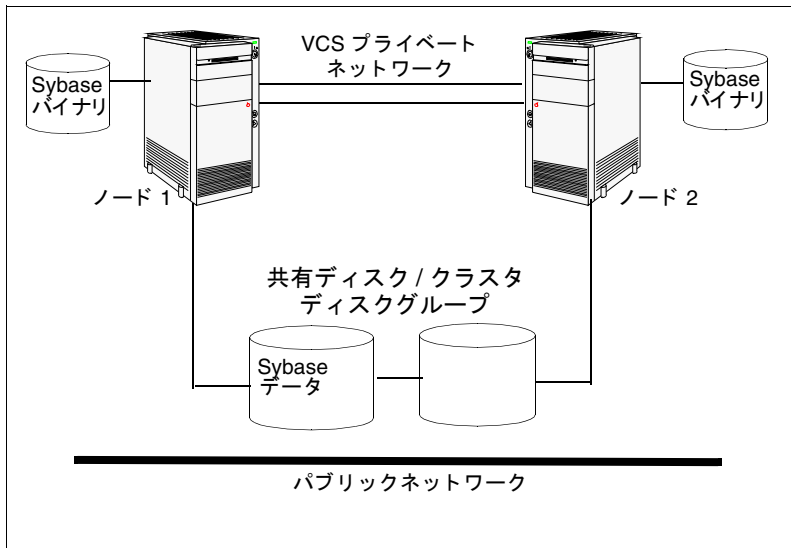 VCS プライベート
ネットワーク
Sybase
バイナリ
Sybase
バイナリ
ノード 1
ノード 2
共有ディスク / クラスタ
ディスクグループ
Sybase
データ
パブリックネットワーク